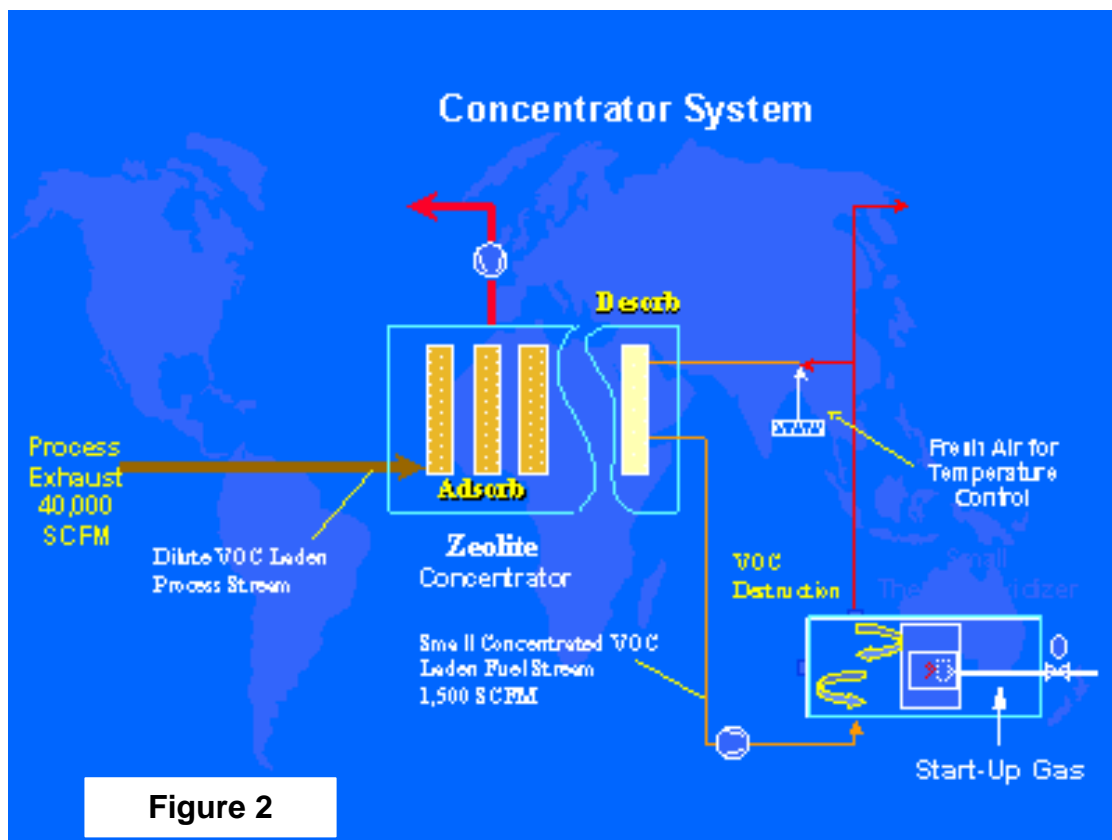 Concentrator System
Desorb
Process
Exhaust
40,000
SCFM
Adsorb
Dilute VOC Laden
Process Stream
Zeolite
Concentrator
Fresh Air for
Temperature
Control
VOC
Destruction
Small
Small Concentrated VOC
Laden Fuel Stream
1,500 SCFM
Start-Up Gas
Figure 2